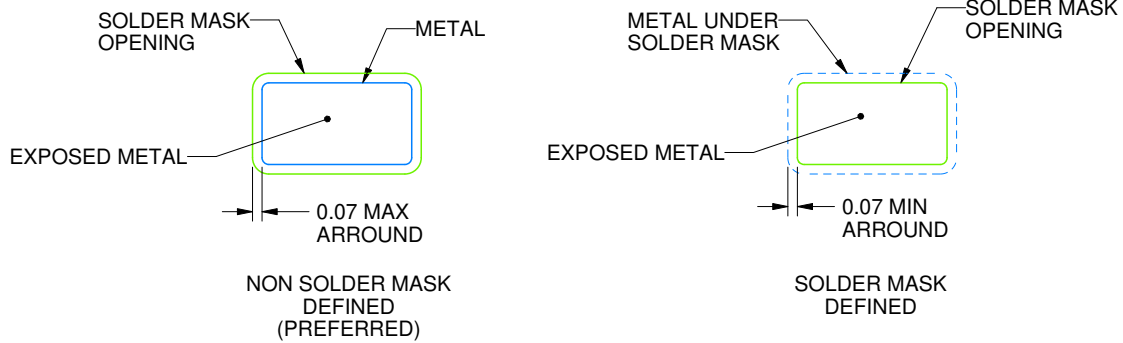 SOLDER MASK
OPENING
METAL
EXPOSED METAL
0.07 MAX
ARROUND
NON SOLDER MASK
DEFINED
(PREFERRED)
METAL UNDER
SOLDER MASK
SOLDER MASK
OPENING
EXPOSED METAL
0.07 MIN
ARROUND
SOLDER MASK
DEFINED